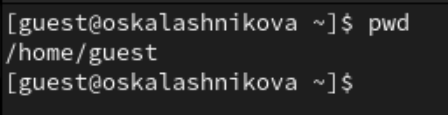 [guest@oskalashnikova ~]$ pwd
/home/guest
[guest@oskalashnikova ~]$